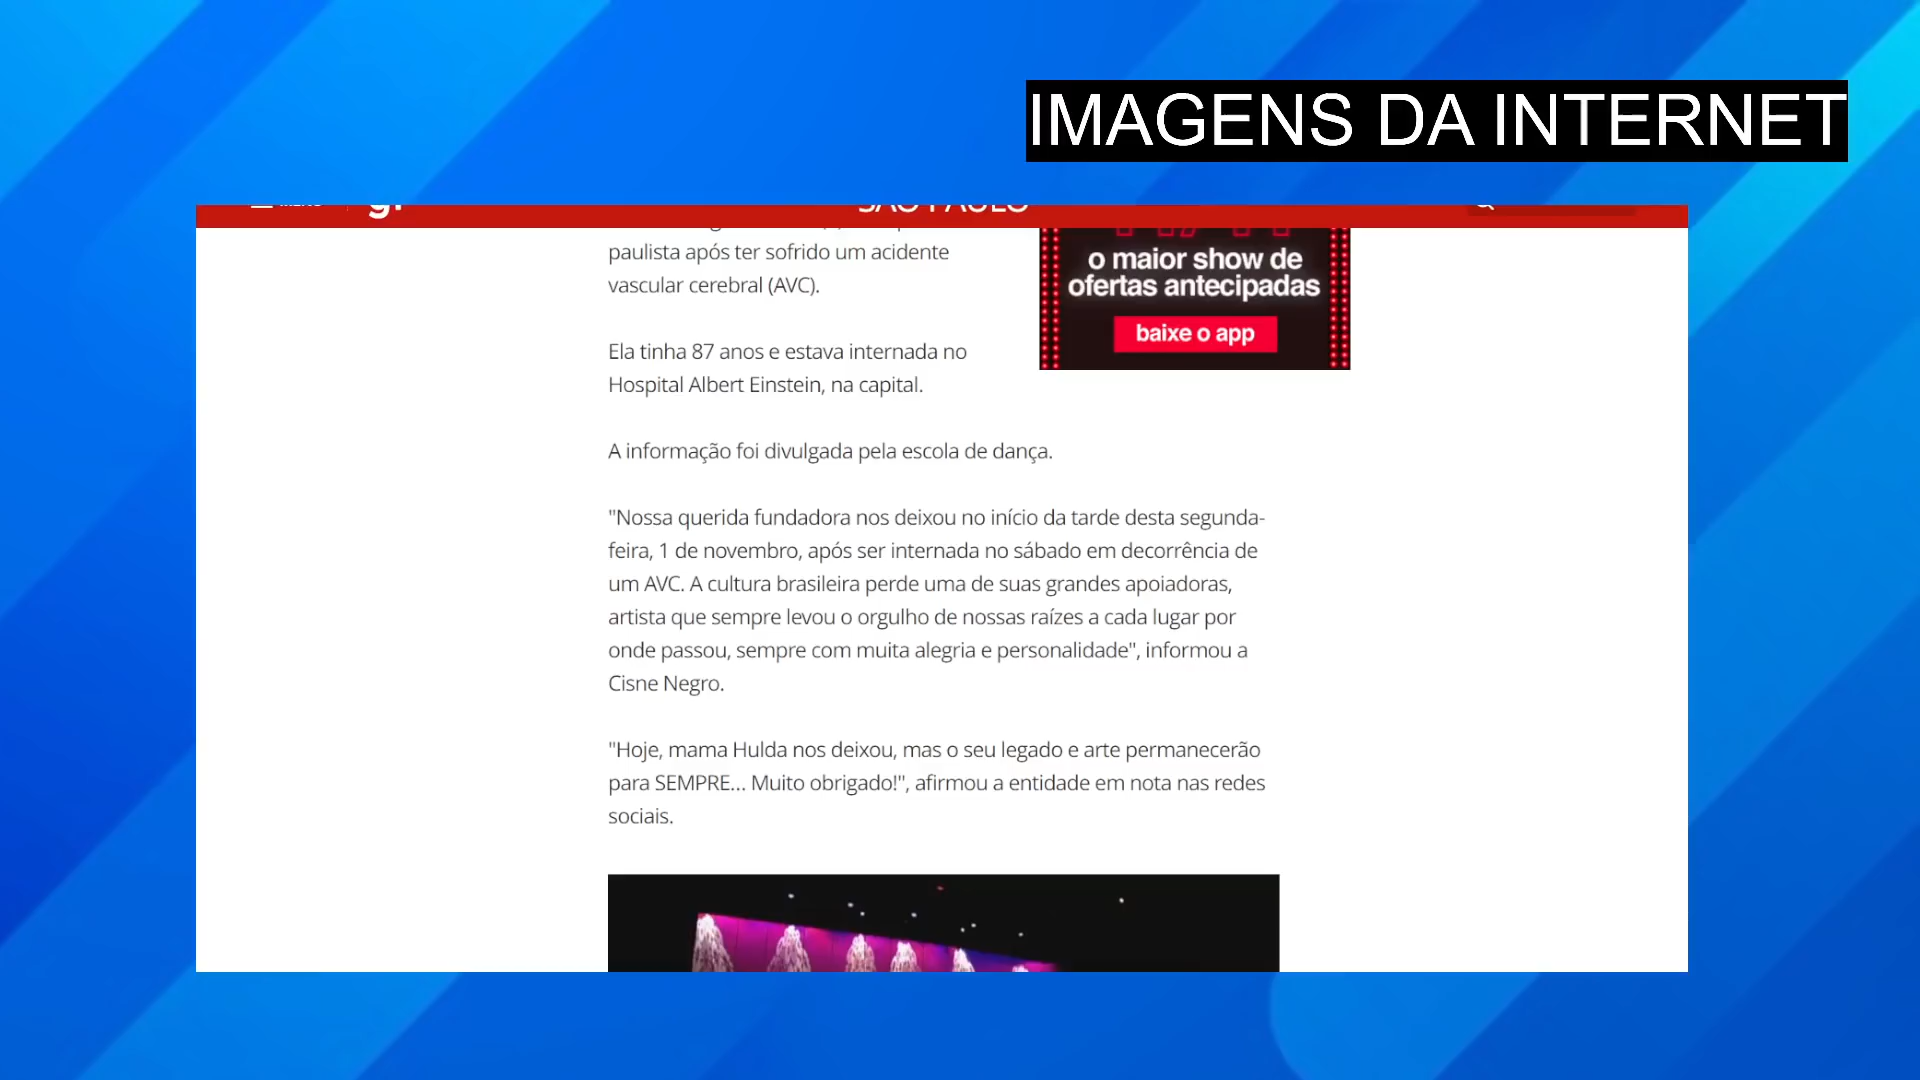 IMAGENS DA INTERNET
SÃO PAULO
paulista após ter sofrido um acidente
vascular cerebral (AVC).
o maior show de
ofertas antecipadas
baixe o app
Ela tinha 87 anos e estava internada no
Hospital Albert Einstein, na capital.
A informação foi divulgada pela escola de dança.
"Nossa querida fundadora nos deixou no início da tarde desta segunda-
feira, 1 de novembro, após ser internada no sábado em decorrência de
um AVC. A cultura brasileira perde uma de suas grandes apoiadoras,
artista que sempre levou o orgulho de nossas raízes a cada lugar por
onde passou, sempre com muita alegria e personalidade", informou a
Cisne Negro.
"Hoje, mama Hulda nos deixou, mas o seu legado e arte permanecerão
para SEMPRE... Muito obrigado!", afirmou a entidade em nota nas redes
sociais.